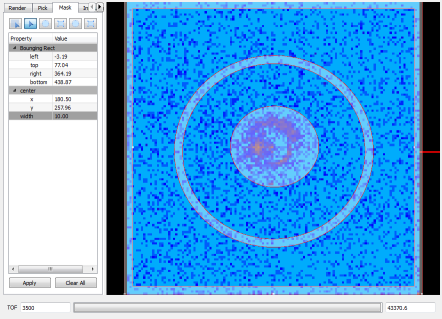 Render Pick Mask In
Property Value
Bounging Rect
left -3.19
top 77.04
right 364.19
bottom 438.87
center
x 180.50
y 257.96
width 10.00
Apply Clear All
TOF 3500 43370.6